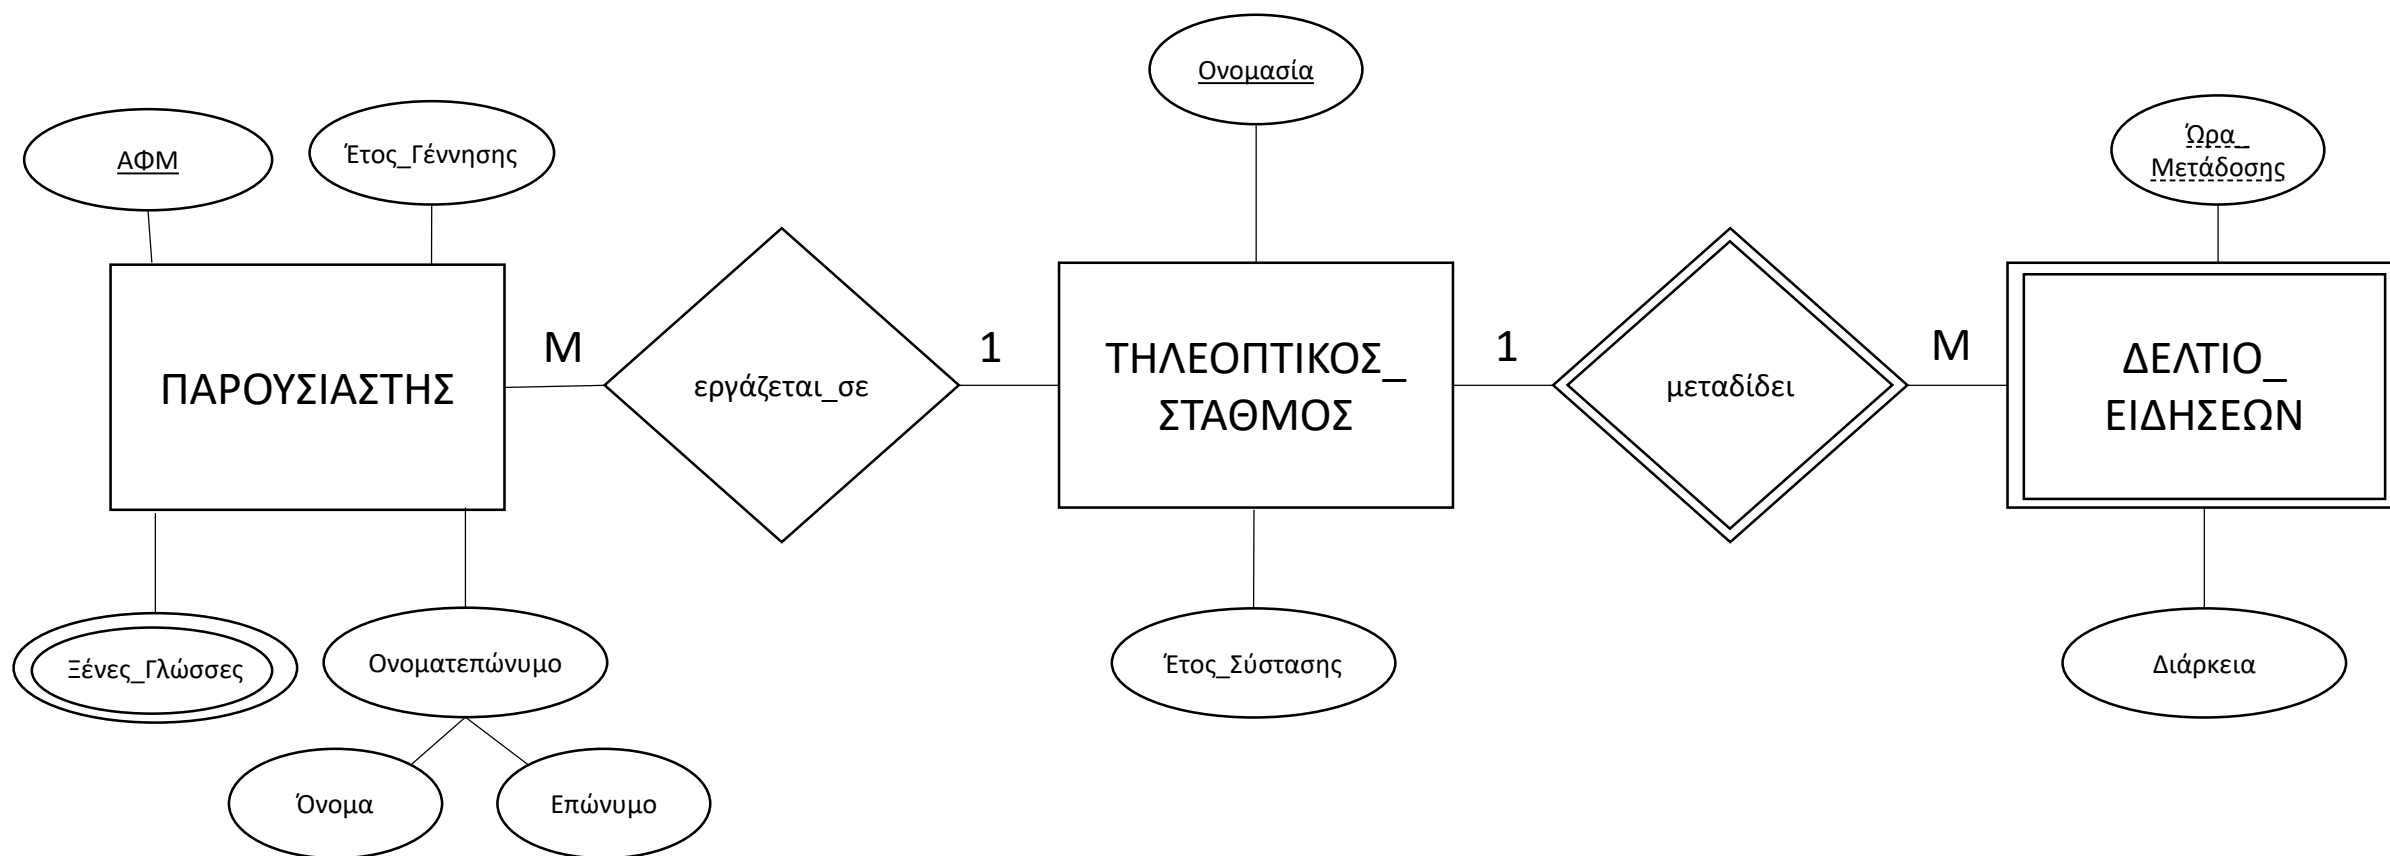 Ονομασία
ΑΦΜ
Έτος_Γέννησης
Ώρα_
Μετάδοσης
ΠΑΡΟΥΣΙΑΣΤΗΣ
M
εργάζεται_σε
1
ΤΗΛΕΟΠΤΙΚΟΣ_
ΣΤΑΘΜΟΣ
1
μεταδίδει
M
ΔΕΛΤΙΟ_
ΕΙΔΗΣΕΩΝ
Ξένες_Γλώσσες
Ονοματεπώνυμο
Έτος_Σύστασης
Διάρκεια
Όνομα
Επώνυμο